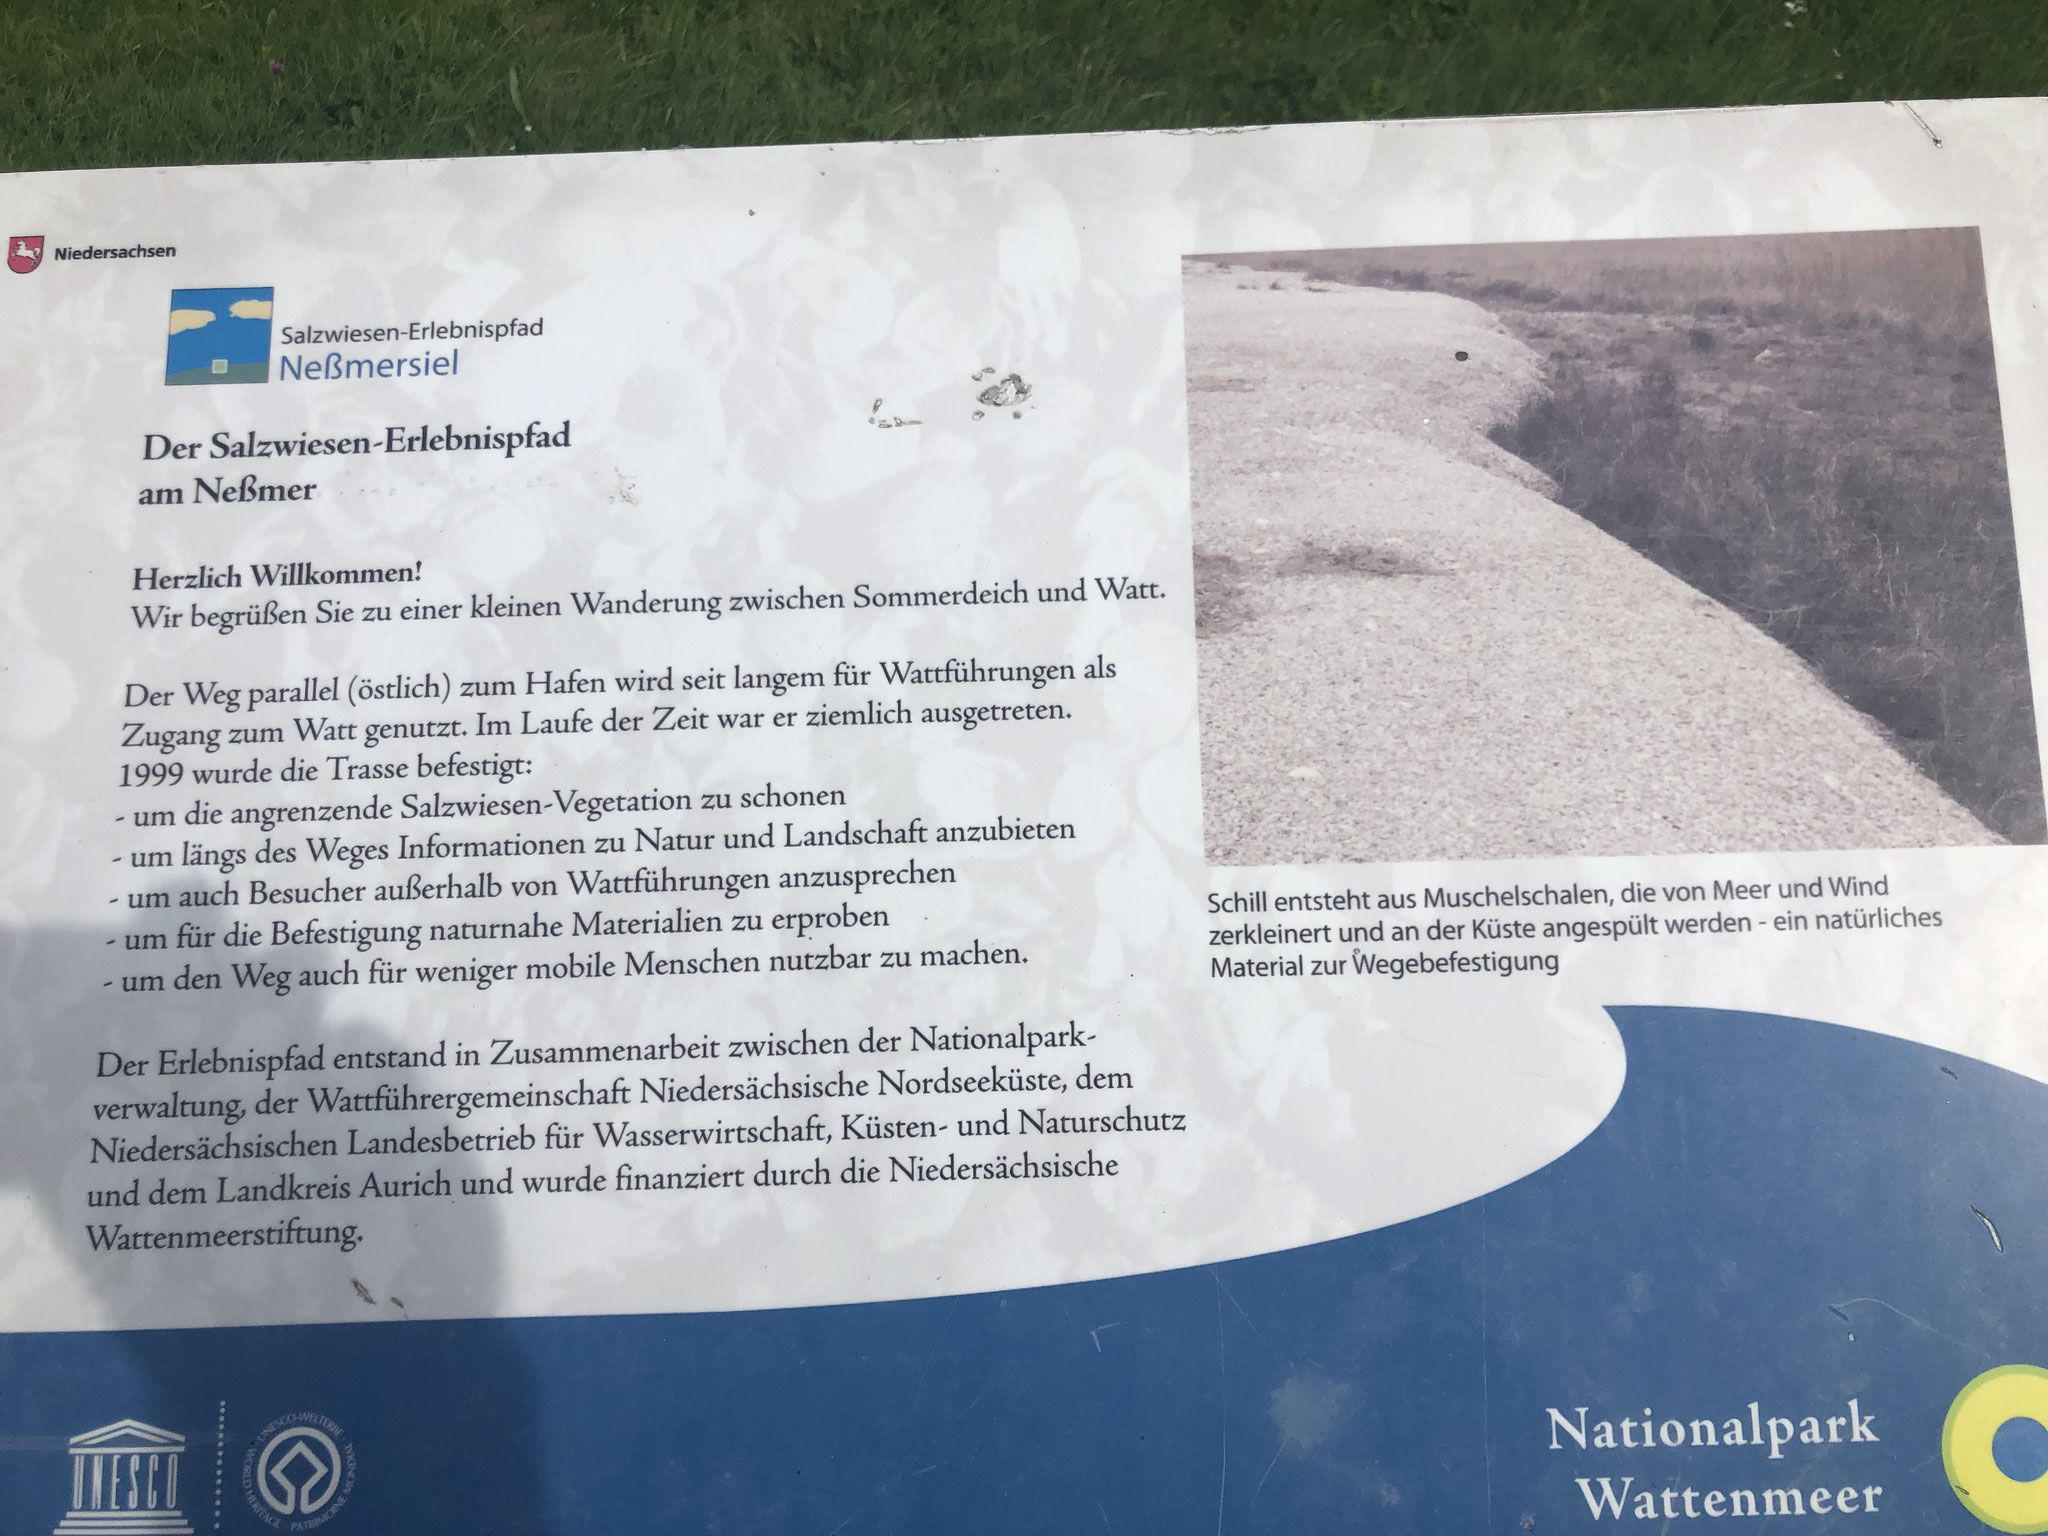 Niedersachsen
Salzwiesen-Erlebnispfad
Neßmersiel
Der Salzwiesen-Erlebnispfad
am Neßmer
Herzlich Willkommen!
Wir begrüßen Sie zu einer kleinen Wanderung zwischen Sommerdeich und Watt.
Der Weg parallel (östlich) zum Hafen wird seit langem für Wattführungen als
Zugang zum Watt genutzt. Im Laufe der Zeit war er ziemlich ausgetreten.
1999 wurde die Trasse befestigt:
- um die angrenzende Salzwiesen-Vegetation zu schonen
- um längs des Weges Informationen zu Natur und Landschaft anzubieten
- um auch Besucher außerhalb von Wattführungen anzusprechen
- um für die Befestigung naturnahe Materialien zu erproben
- um den Weg auch für weniger mobile Menschen nutzbar zu machen.
Der Erlebnispfad entstand in Zusammenarbeit zwischen der Nationalpark-
verwaltung, der Wattführergemeinschaft Niedersächsische Nordseeküste, dem
Niedersächsischen Landesbetrieb für Wasserwirtschaft, Küsten- und Naturschutz
und dem Landkreis Aurich und wurde finanziert durch die Niedersächsische
Wattenmeerstiftung.
Schill entsteht aus Muschelschalen, die von Meer und Wind
zerkleinert und an der Küste angespült werden - ein natürliches
Material zur Wegebefestigung
UNESCO
UNESCO-WELTERBE · WORLD HERITAGE · PATRIMOINE MONDIAL
Nationalpark
Wattenmeer